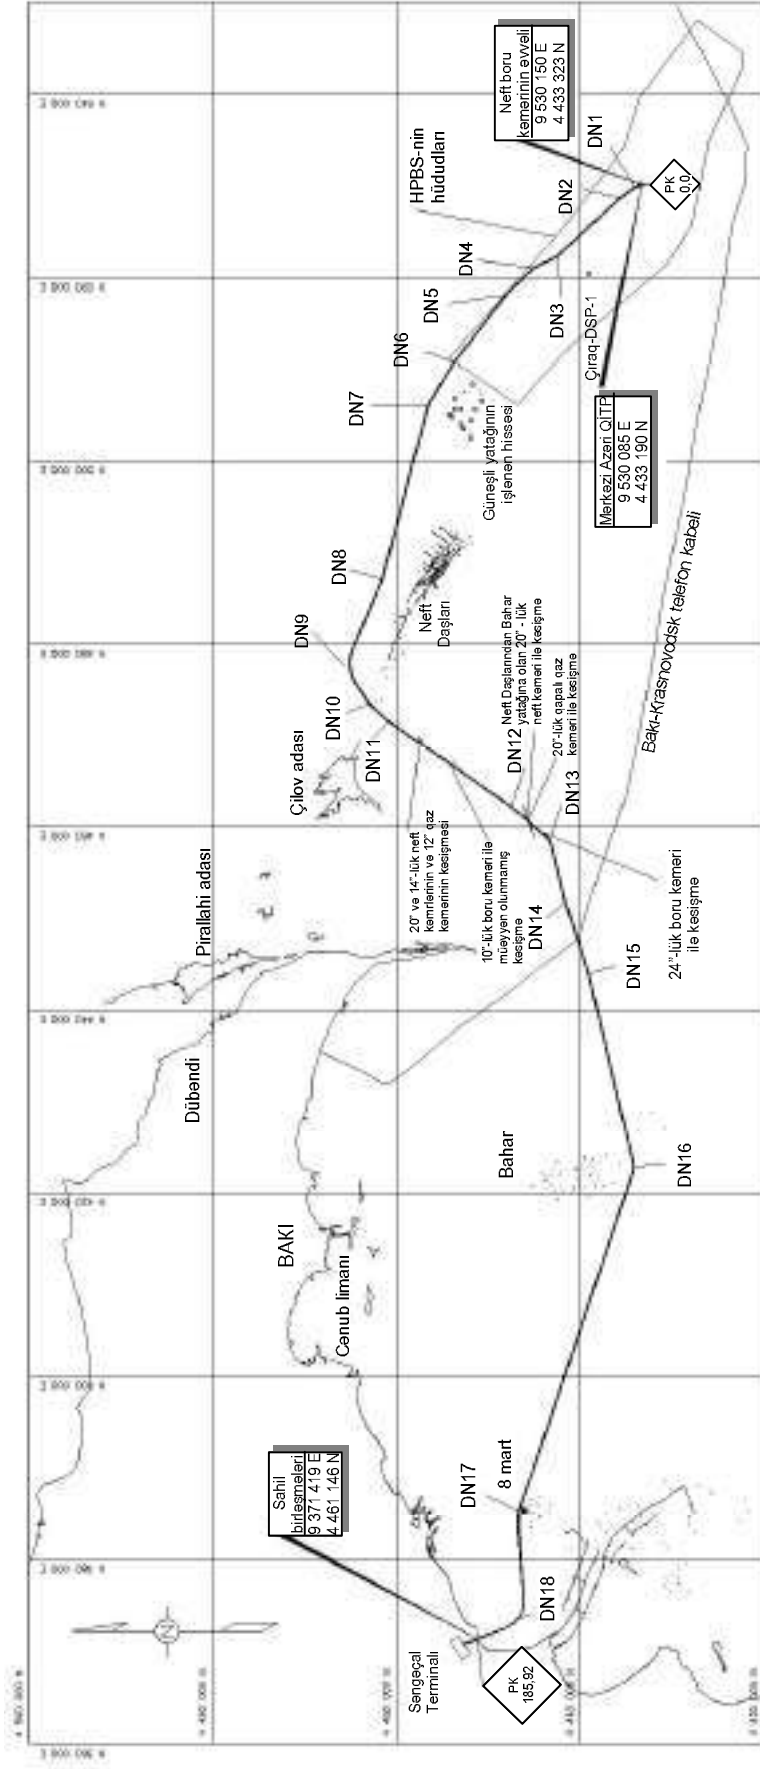 Neft boru
kəmərinin əvvəli
9 530 150 E
4 433 323 N
DN1
PK
0,0
DN2
HPBS-nin
hüdudları
DN4
DN3
DN5
DN6
Çıraq-DSP-1
Mərkəzi Azəri QİTP
9 530 085 E
4 433 190 N
DN7
Günəşli yatağının
işlənən hissəsi
DN8
Neft
Daşları
DN9
DN10
DN11
Çilov adası
Bakı-Krasnovodsk telefon kabeli
DN12
Neft Daşlarından Bahar
yatağına olan 20" - lük
neft kəməri ilə kəsişmə
20"-lük qapalı qaz
kəməri ilə kəsişmə
DN13
20" və 14"-lük neft
kəmrlərinin və 12" qaz
kəmərinin kəsişməsi
10"-lük boru kəməri ilə
müəyyən olunmamış
kəsişmə
DN14
24"-lük boru kəməri
ilə kəsişmə
DN15
Pirallahi adası
Dübəndi
Bahar
DN16
BAKI
Cənub limanı
Sahil
birləşmələri
9 371 419 E
4 461 146 N
DN17
8 mart
DN18
N
Səngəçal
Terminalı
PK
185,92